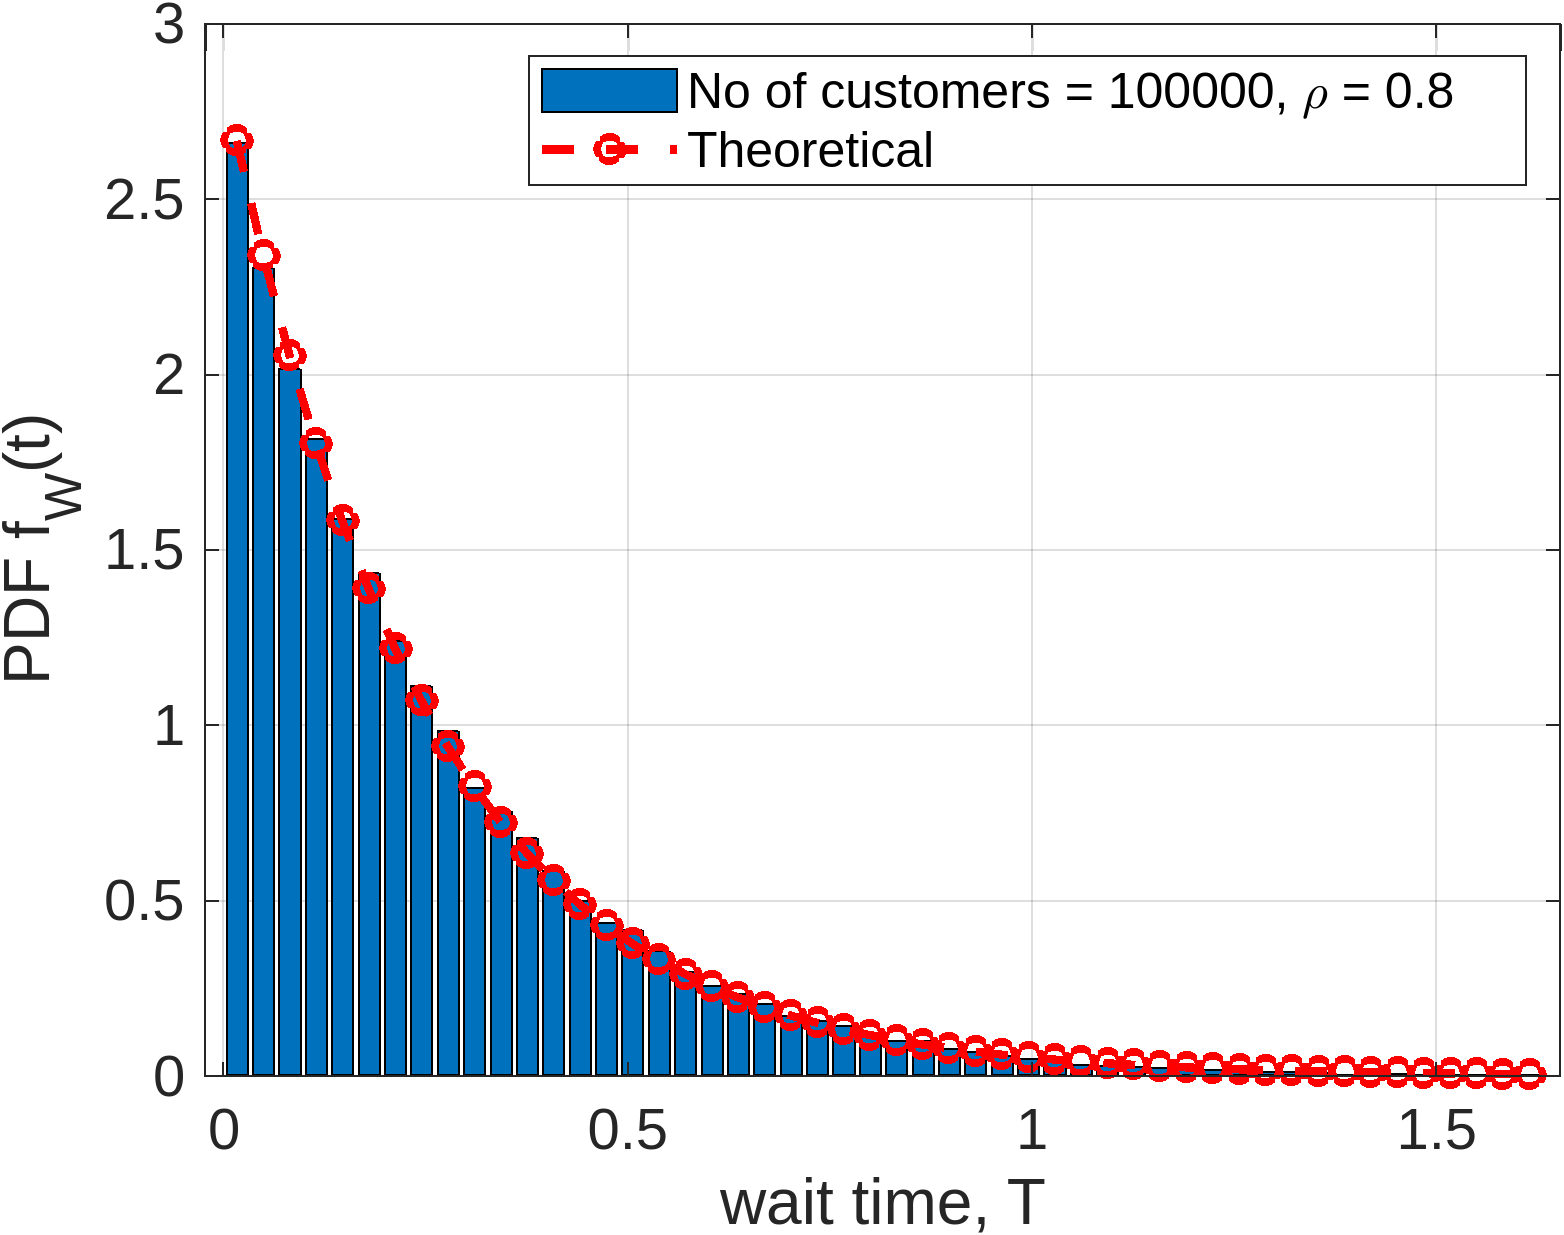 3
2.5
2
1.5
1
0.5
0
PDF f_W(t)
No of customers = 100000, ρ = 0.8
Theoretical
0 0.5 1 1.5
wait time, T